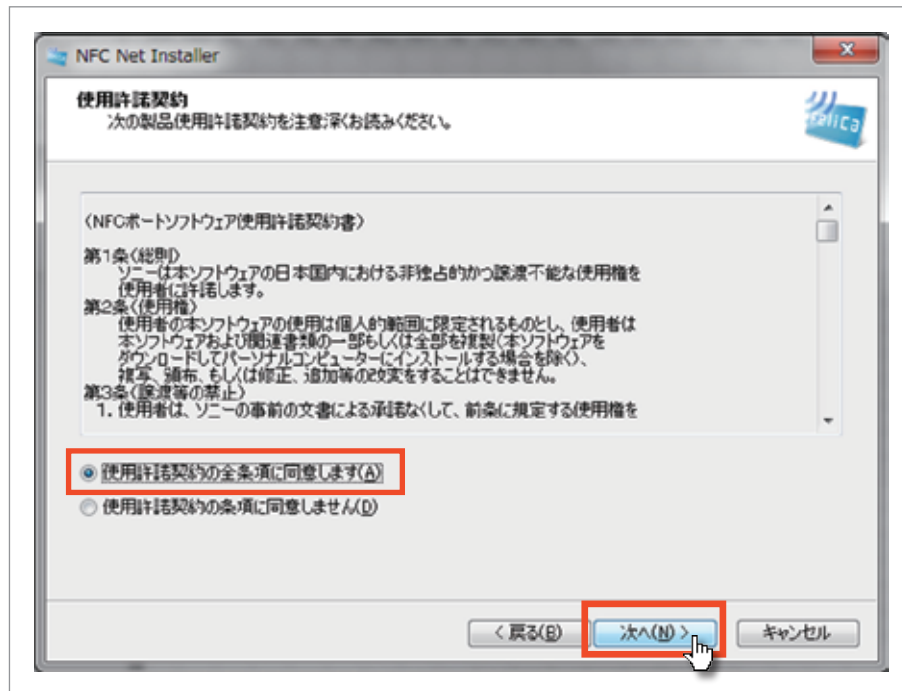 NFC Net Installer
使用許諾契約
次の製品使用許諾契約を注意深くお読みください。
felica
〈NFCポートソフトウェア使用許諾契約書〉
第1条〈総則〉
ソニーは本ソフトウェアの日本国内における非独占的かつ譲渡不能な使用権を
使用者に許諾します。
第2条〈使用権〉
使用者の本ソフトウェアの使用は個人的範囲に限定されるものとし、使用者は
本ソフトウェアおよび関連書類の一部もしくは全部を複製(本ソフトウェアを
ダウンロードしてパーソナルコンピューターにインストールする場合を除く)、
複写、頒布、もしくは修正、追加等の改変をすることはできません。
第3条〈譲渡等の禁止〉
1. 使用者は、ソニーの事前の文書による承諾なくして、前条に規定する使用権を
使用許諾契約の全条項に同意します(A)
使用許諾契約の条項に同意しません(D)
< 戻る(B)
次へ(N) >
キャンセル